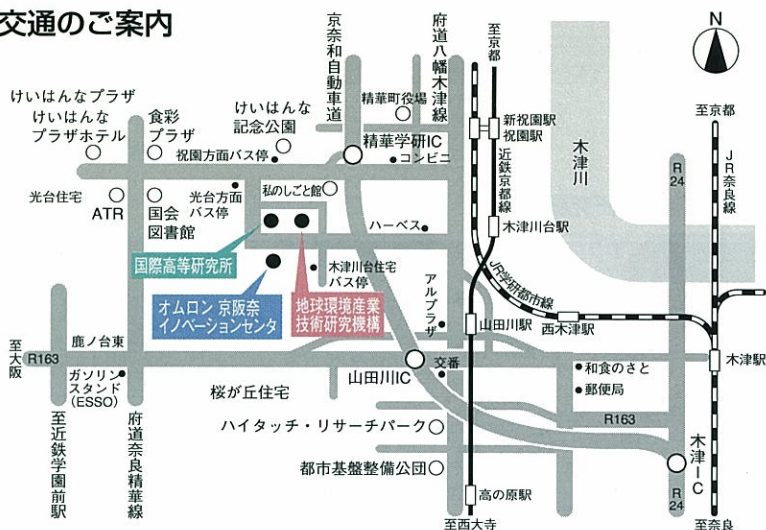 交通のご案内
N
京奈和自動車道
府道八幡木津線
至京都
けいはんなプラザ
けいはんな
プラザホテル
食彩
プラザ
けいはんな
記念公園
精華町役場
精華学研IC
コンビニ
新祝園駅
祝園駅
近鉄京都線
木津川
R
24
至京都
JR奈良線
祝園方面バス停
光台住宅
ATR
国会
図書館
光台方面
バス停
私のしごと館
ハーベス
木津川台駅
国際高等研究所
木津川台住宅
バス停
オムロン 京阪奈
イノベーションセンタ
地球環境産業
技術研究機構
アルプラザ
JR学研都市線
山田川駅
西木津駅
木津駅
至大阪
R163
鹿ノ台東
ガソリン
スタンド
(ESSO)
桜が丘住宅
山田川IC
交番
和食のさと
郵便局
R163
至近鉄学園前駅
府道奈良精華線
ハイタッチ・リサーチパーク
都市基盤整備公団
木津IC
高の原駅
R
24
至西大寺
至奈良